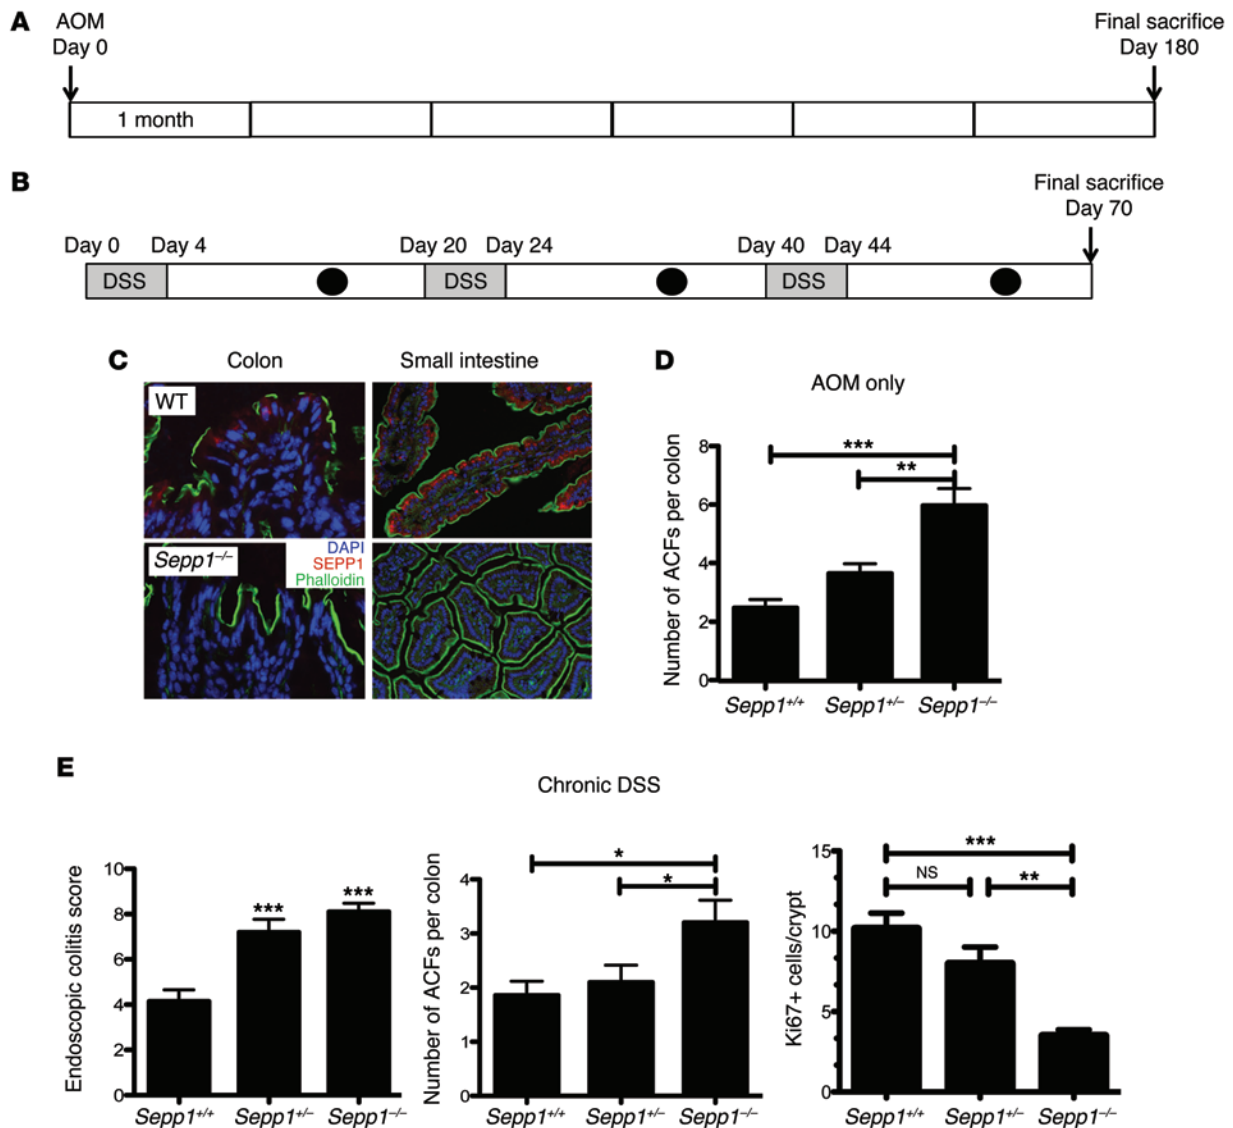 A
AOM
Day 0
Final sacrifice
Day 180
1 month
B
Final sacrifice
Day 70
Day 0 Day 4 Day 20 Day 24 Day 40 Day 44
DSS DSS DSS
C
Colon Small intestine
WT
Sepp1–/–
DAPI
SEPP1
Phalloidin
D
AOM only
Number of ACFs per colon
8
6
4
2
0
***
**
Sepp1+/+ Sepp1+/– Sepp1–/–
E
Chronic DSS
Endoscopic colitis score
10
8
6
4
2
0
*** ***
Sepp1+/+ Sepp1+/– Sepp1–/–
Number of ACFs per colon
4
3
2
1
0
*
*
Sepp1+/+ Sepp1+/– Sepp1–/–
Ki67+ cells/crypt
15
10
5
0
***
NS **
Sepp1+/+ Sepp1+/– Sepp1–/–